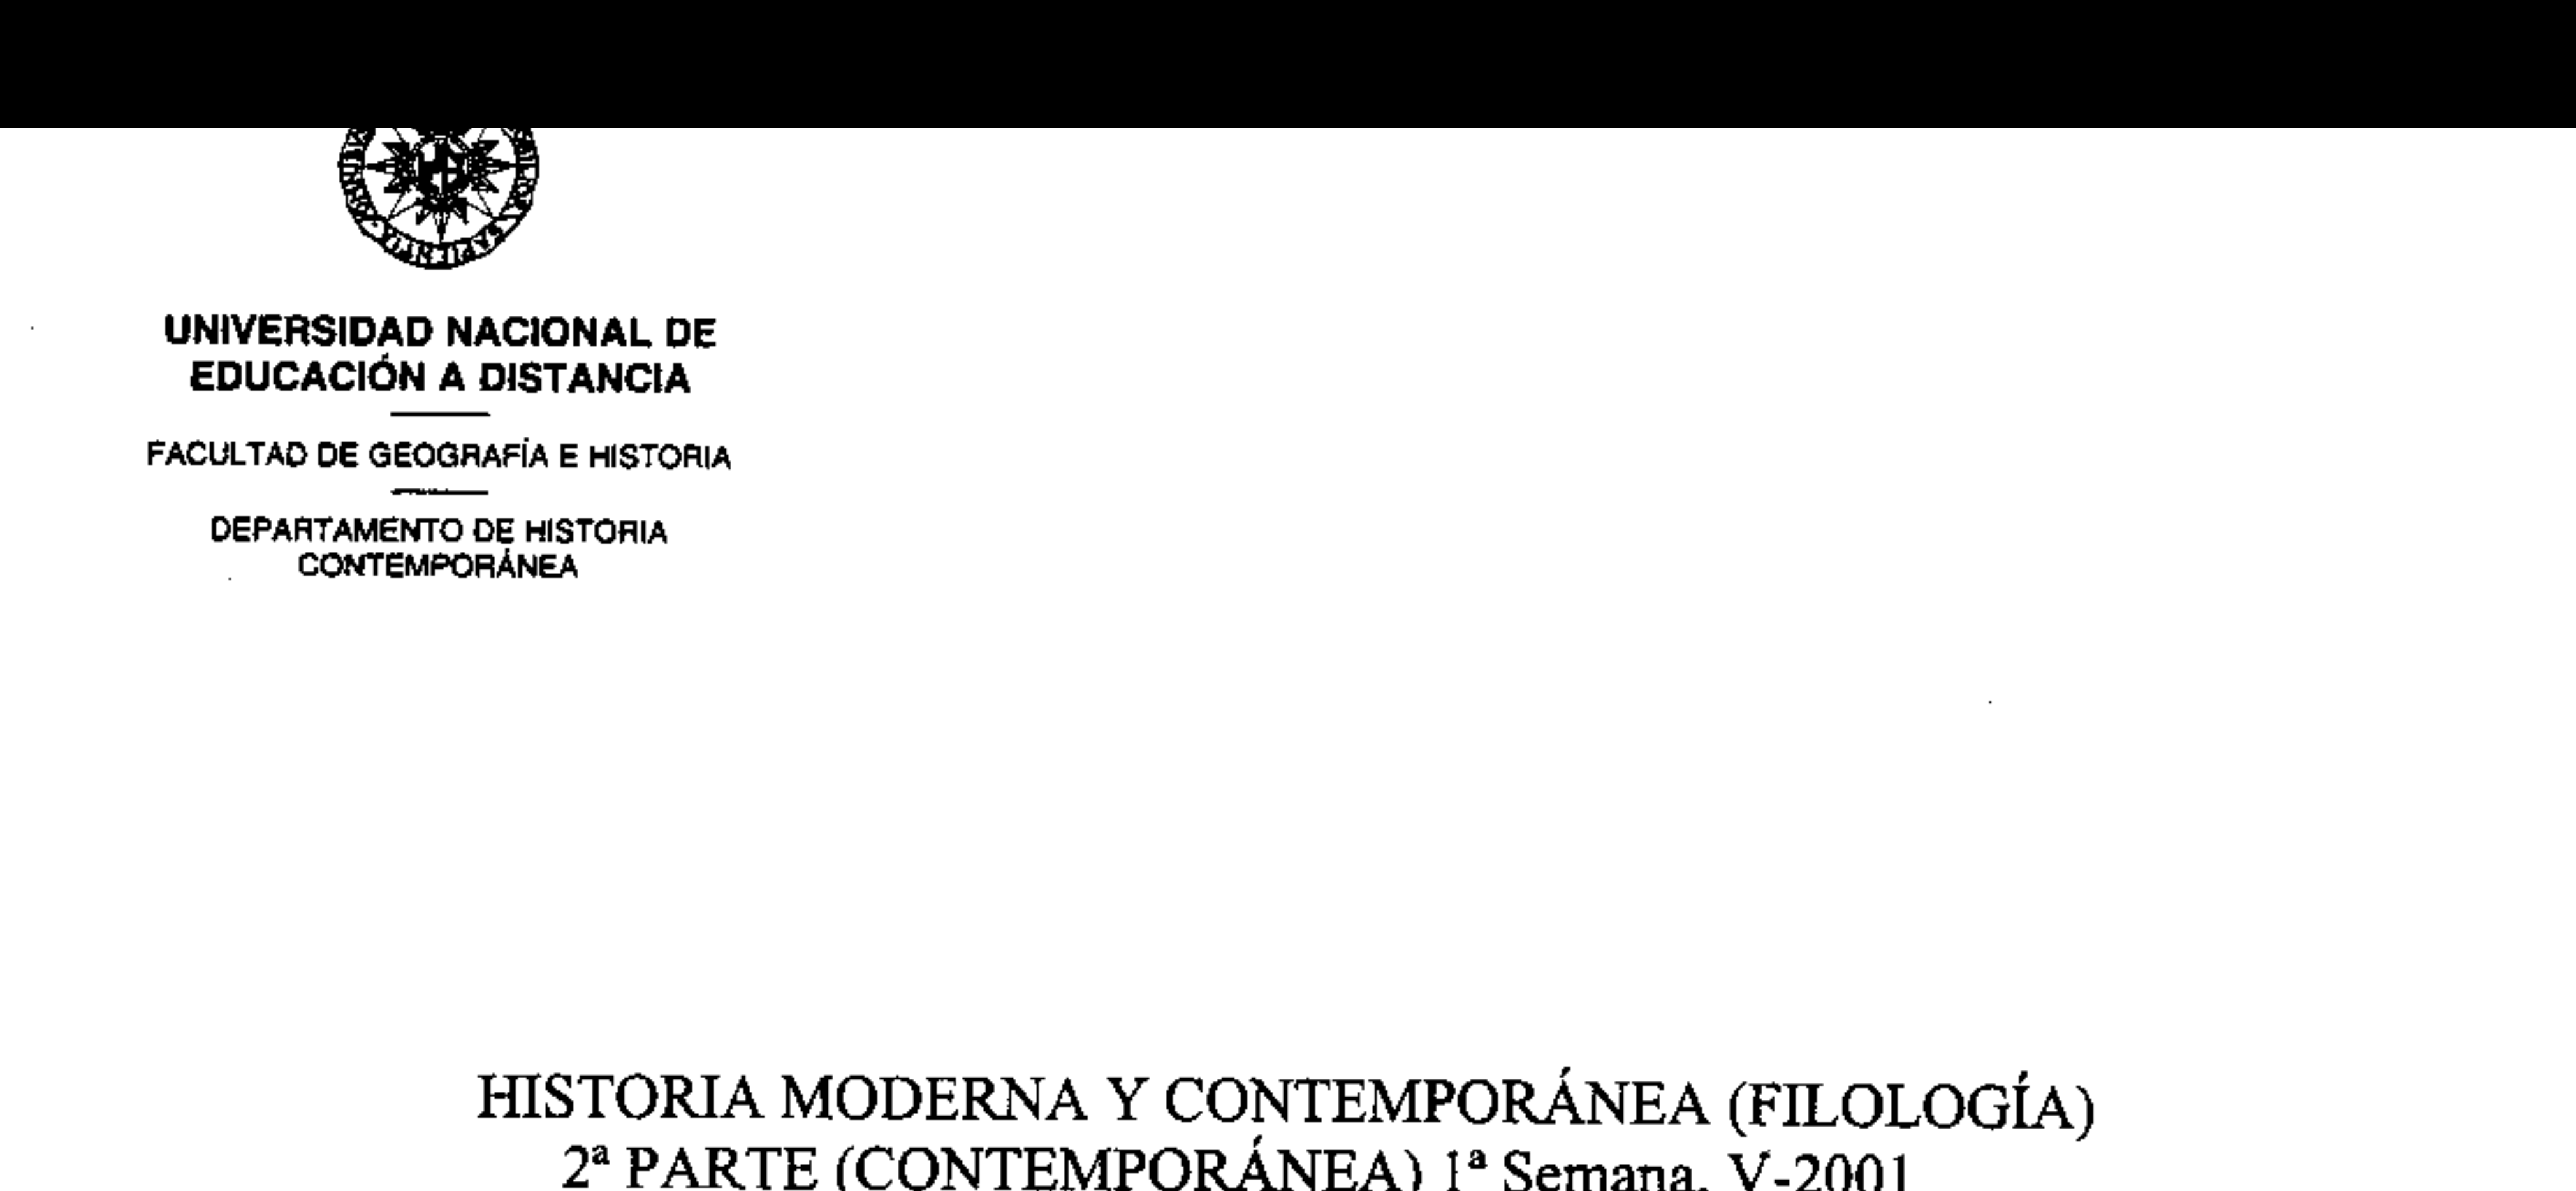 SAPIENTIA
UNIVERSIDAD NACIONAL DE
EDUCACIÓN A DISTANCIA
FACULTAD DE GEOGRAFÍA E HISTORIA
DEPARTAMENTO DE HISTORIA
CONTEMPORÁNEA
HISTORIA MODERNA Y CONTEMPORÁNEA (FILOLOGÍA)
2ª PARTE (CONTEMPORÁNEA) 1ª Semana, V-2001